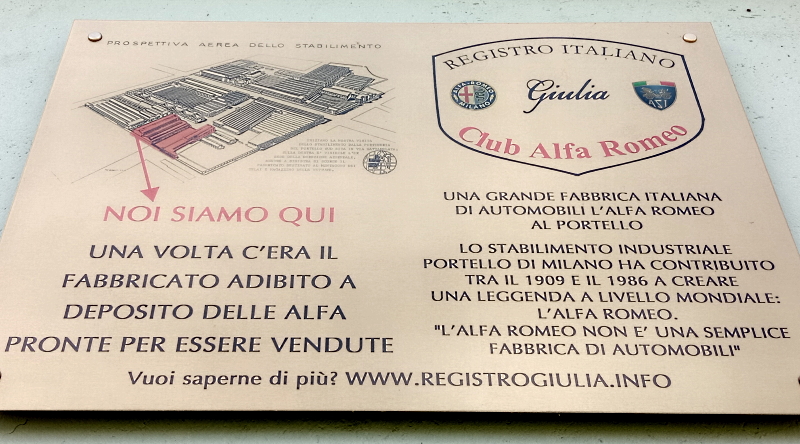 PROSPETTIVA AEREA DELLO STABILIMENTO
NOI SIAMO QUI
UNA VOLTA C'ERA IL
FABBRICATO ADIBITO A
DEPOSITO DELLE ALFA
PRONTE PER ESSERE VENDUTE
REGISTRO ITALIANO
ALFA-ROMEO
MILANO
Giulia
Club Alfa Romeo
UNA GRANDE FABBRICA ITALIANA
DI AUTOMOBILI L'ALFA ROMEO
AL PORTELLO
LO STABILIMENTO INDUSTRIALE
PORTELLO DI MILANO HA CONTRIBUITO
TRA IL 1909 E IL 1986 A CREARE
UNA LEGGENDA A LIVELLO MONDIALE:
L'ALFA ROMEO.
"L'ALFA ROMEO NON E' UNA SEMPLICE
FABBRICA DI AUTOMOBILI"
Vuoi saperne di più? WWW.REGISTROGIULIA.INFO